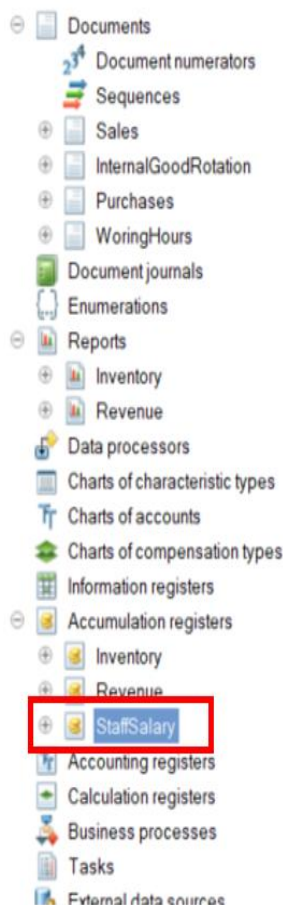 Documents
Document numerators
Sequences
Sales
InternalGoodRotation
Purchases
WoringHours
Document journals
Enumerations
Reports
Inventory
Revenue
Data processors
Charts of characteristic types
Charts of accounts
Charts of compensation types
Information registers
Accumulation registers
Inventory
Revenue
StaffSalary
Accounting registers
Calculation registers
Business processes
Tasks
External data sources